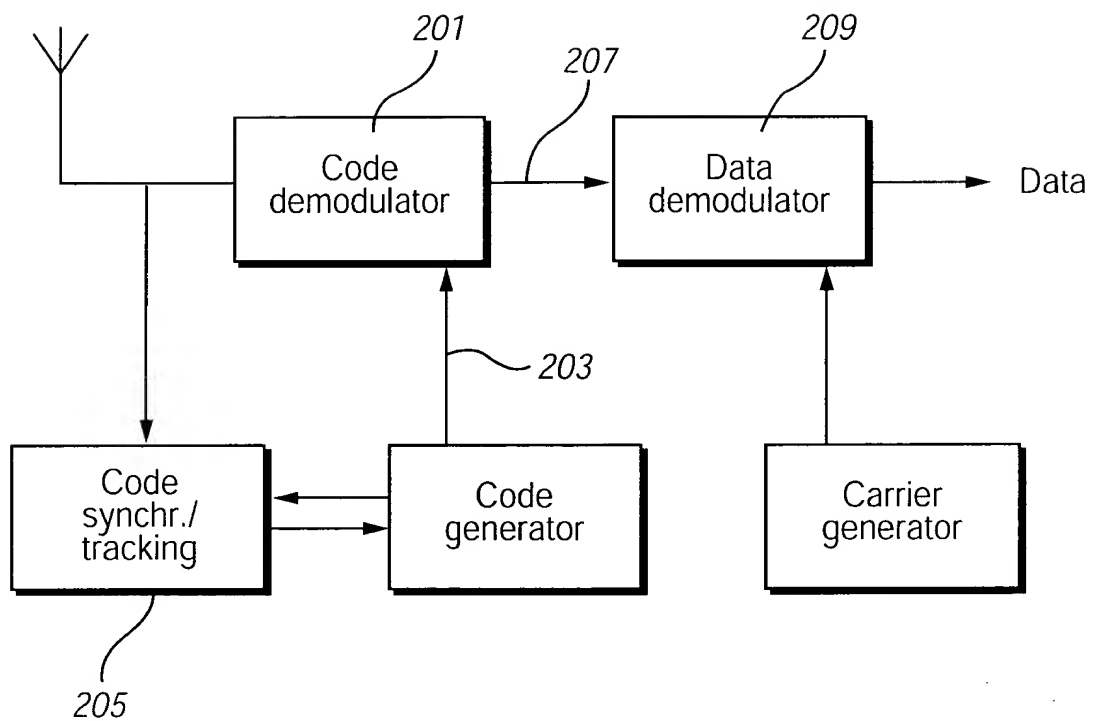 201
207
209
Code
demodulator
Data
demodulator
Data
203
Code
synchr./
tracking
Code
generator
Carrier
generator
205